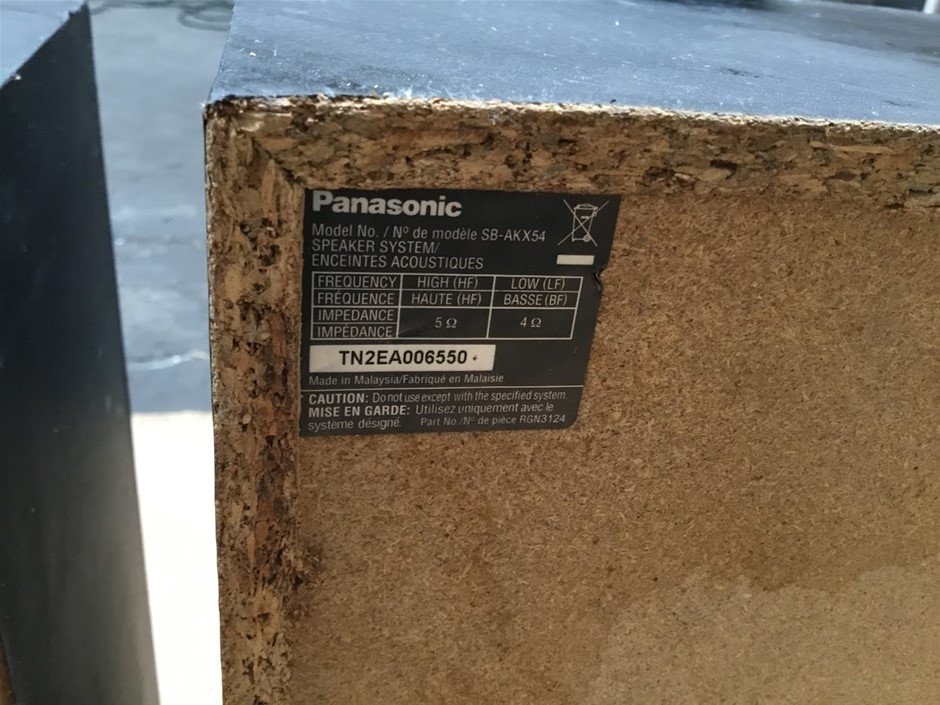 Panasonic
Model No. / Nº de modèle SB-AKX54
SPEAKER SYSTEM/
ENCEINTES ACOUSTIQUES
FREQUENCY HIGH (HF) LOW (LF)
FRÉQUENCE HAUTE (HF) BASSE (BF)
IMPEDANCE
IMPÉDANCE 5 Ω 4 Ω
TN2EA006550
Made in Malaysia/Fabriqué en Malaisie
CAUTION: Do not use except with the specified system.
MISE EN GARDE: Utilisez uniquement avec le
système désigné. Part No./Nº de pièce RGN3124